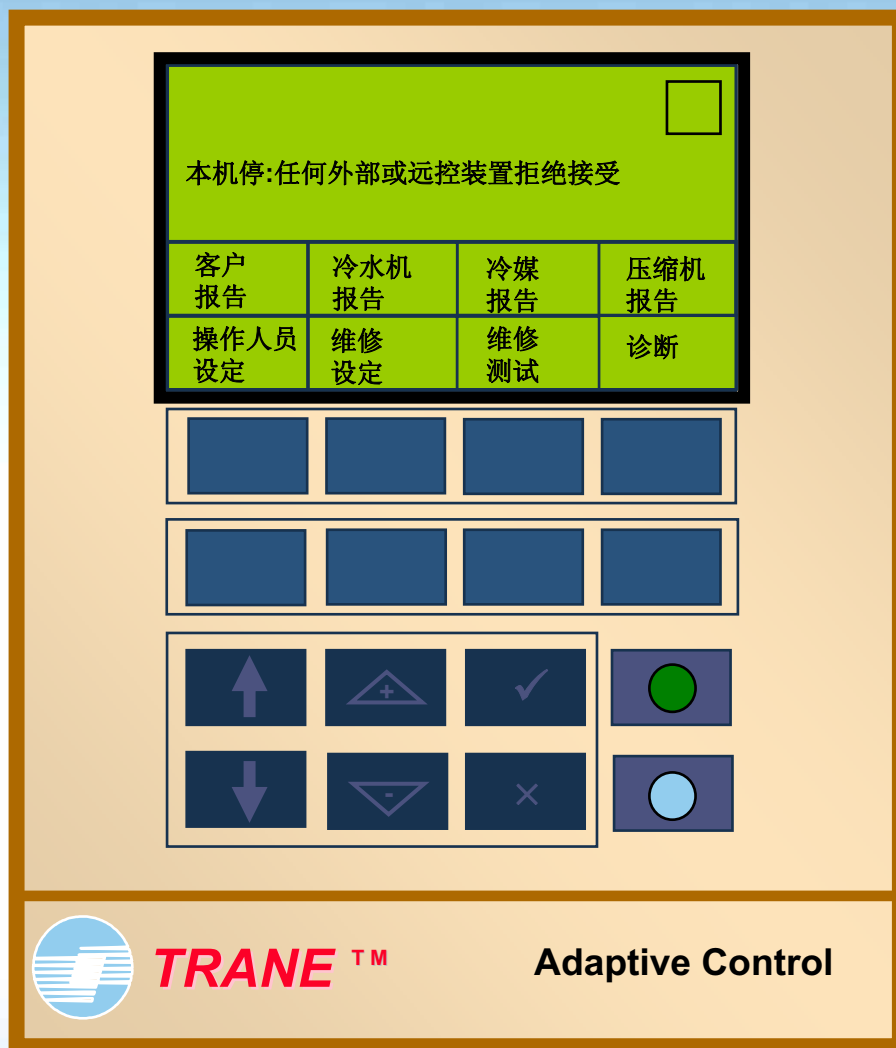 本机停:任何外部或远控装置拒绝接受
客户 冷水机 冷媒 压缩机
报告 报告 报告 报告
操作人员 维修 维修 诊断
设定 设定 测试
+ ✓
- ×
TRANE TM Adaptive Control